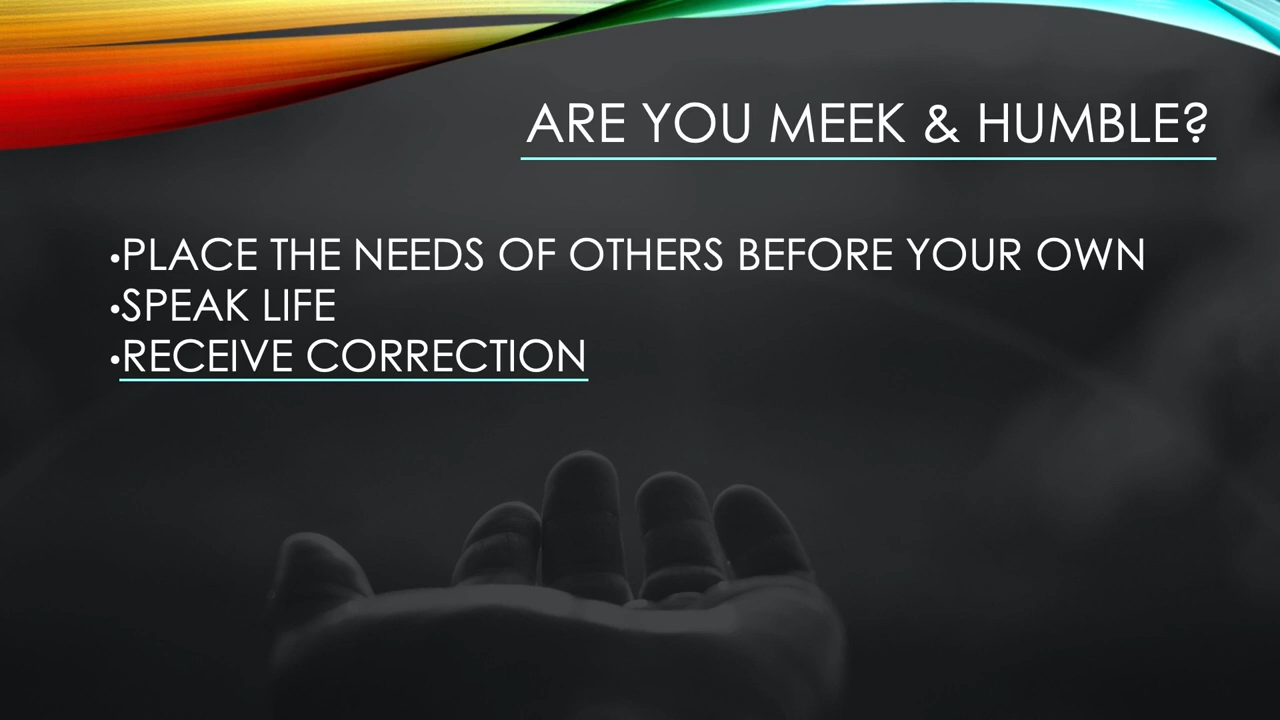 ARE YOU MEEK & HUMBLE?
•PLACE THE NEEDS OF OTHERS BEFORE YOUR OWN
•SPEAK LIFE
•RECEIVE CORRECTION